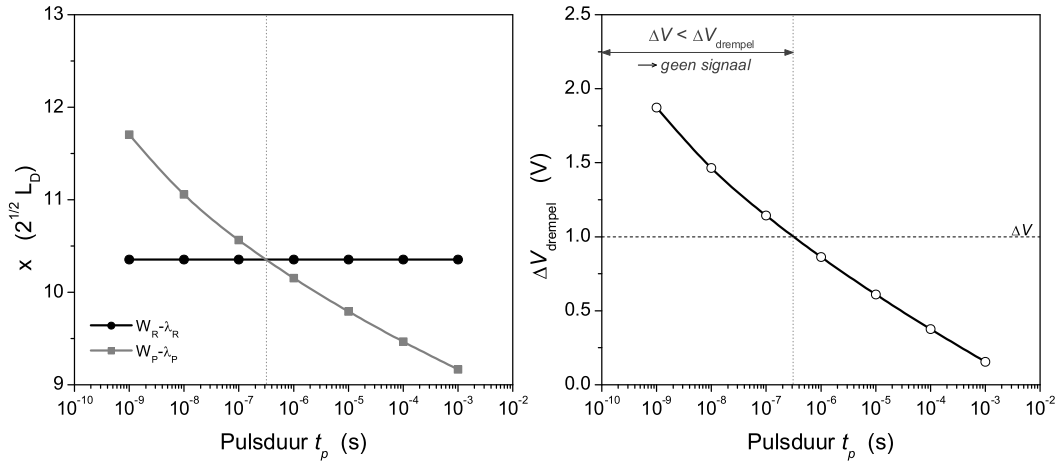 13
12
11
10
9
x (2^1/2 L_D)
W_R-λ_R
W_P-λ_P
10^-10 10^-9 10^-8 10^-7 10^-6 10^-5 10^-4 10^-3 10^-2
Pulsduur t_p (s)
2.5
2.0
1.5
1.0
0.5
0.0
ΔV_drempel (V)
ΔV < ΔV_drempel
→ geen signaal
ΔV
10^-10 10^-9 10^-8 10^-7 10^-6 10^-5 10^-4 10^-3 10^-2
Pulsduur t_p (s)